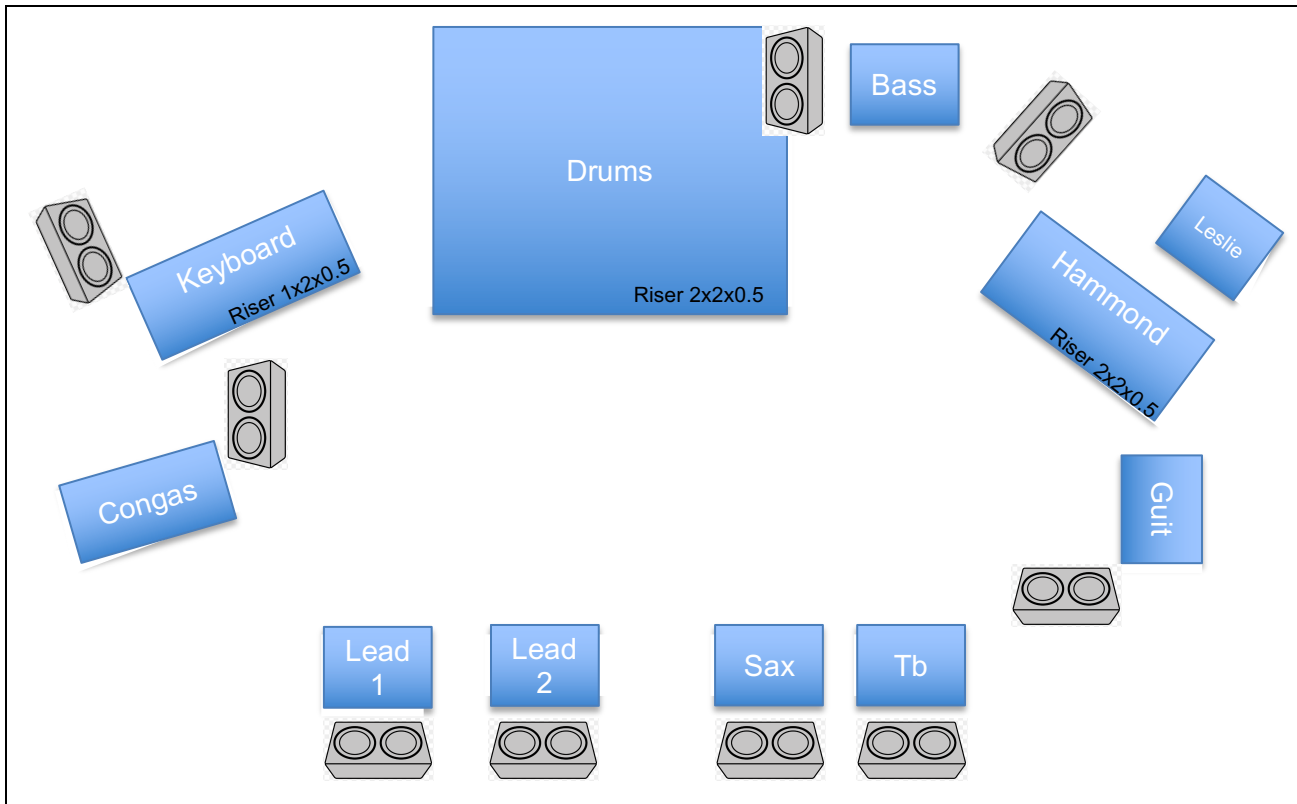 Bass
Drums
Riser 2x2x0.5
Keyboard
Riser 1x2x0.5
Leslie
Hammond
Riser 2x2x0.5
Congas
Guit
Lead
1
Lead
2
Sax
Tb